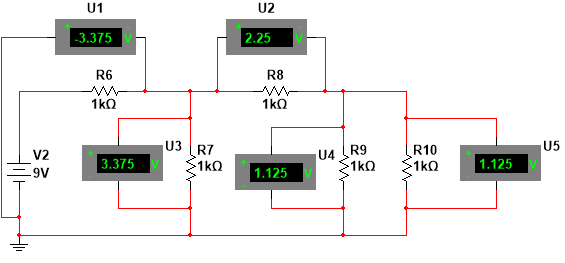 U1
U2
+ -3.375 V
+ 2.25 V
R6
1kΩ
R8
1kΩ
V2
9V
+ 3.375 V
-
U3
R7
1kΩ
+ 1.125 V
-
U4
R9
1kΩ
R10
1kΩ
+ 1.125 V
-
U5